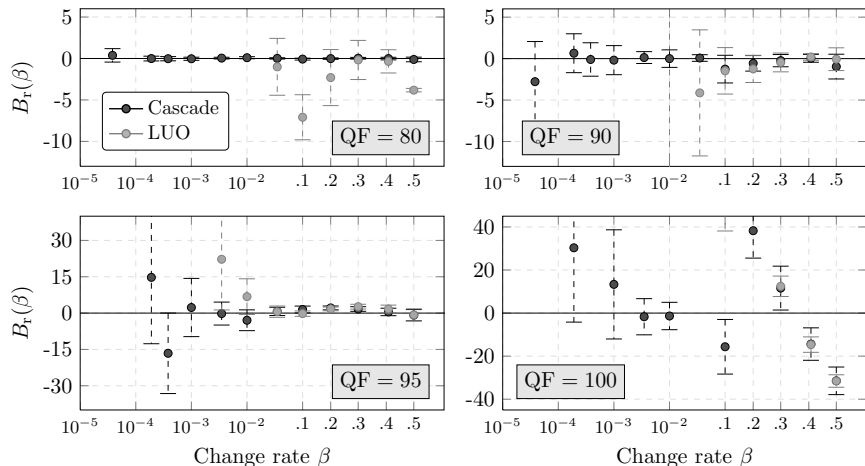 5
0
−5
−10
B_r(β)
Cascade
LUO
QF = 80
10^−5 10^−4 10^−3 10^−2 .1 .2 .3 .4 .5
5
0
−5
−10
B_r(β)
QF = 90
10^−5 10^−4 10^−3 10^−2 .1 .2 .3 .4 .5
30
15
0
−15
−30
B_r(β)
QF = 95
10^−5 10^−4 10^−3 10^−2 .1 .2 .3 .4 .5
Change rate β
40
20
0
−20
−40
QF = 100
10^−5 10^−4 10^−3 10^−2 .1 .2 .3 .4 .5
Change rate β